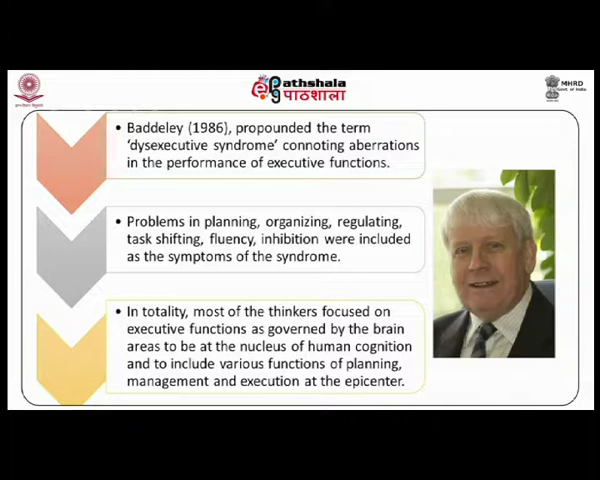 Pathshala
पाठशाला
MHRD
Govt. of India
• Baddeley (1986), propounded the term
‘dysexecutive syndrome’ connoting aberrations
in the performance of executive functions.
• Problems in planning, organizing, regulating,
task shifting, fluency, inhibition were included
as the symptoms of the syndrome.
• In totality, most of the thinkers focused on
executive functions as governed by the brain
areas to be at the nucleus of human cognition
and to include various functions of planning,
management and execution at the epicenter.